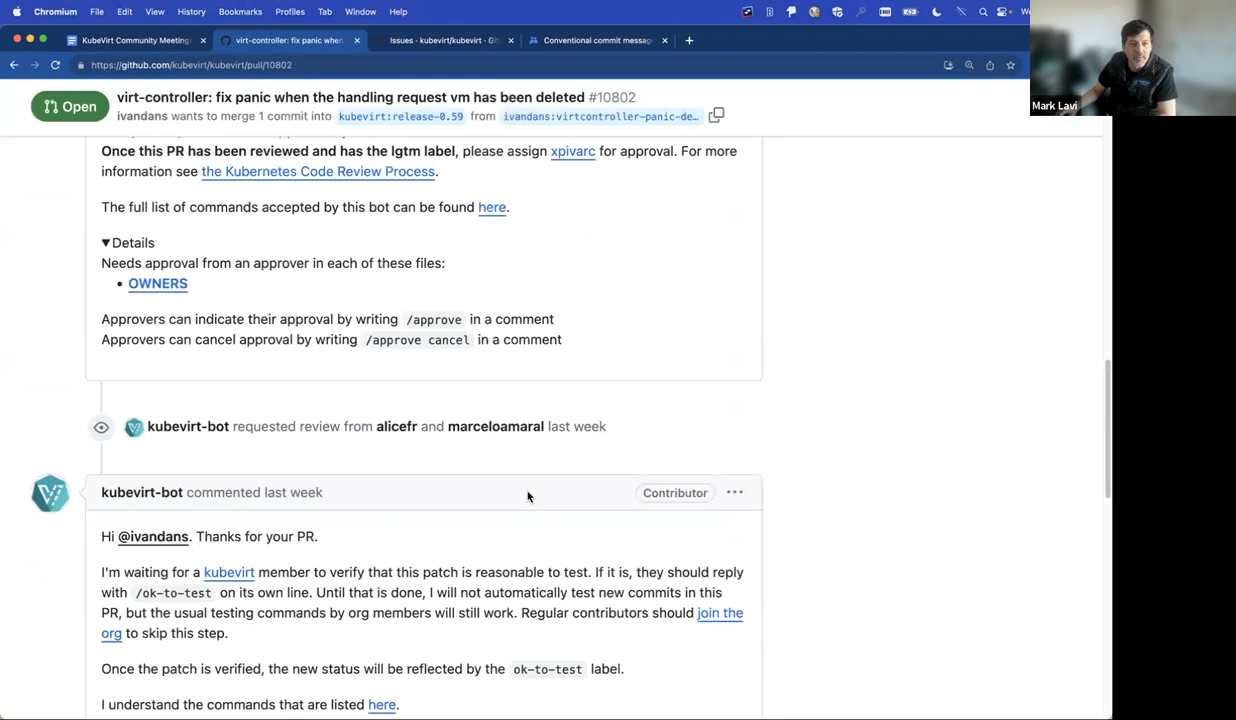 Chromium File Edit View History Bookmarks Profiles Tab Window Help
KubeVirt Community Meeting
virt-controller: fix panic when
Issues · kubevirt/kubevirt · Git
Conventional commit message
https://github.com/kubevirt/kubevirt/pull/10802
Mark Lavi
Open
virt-controller: fix panic when the handling request vm has been deleted #10802
ivandans wants to merge 1 commit into kubevirt:release-0.59 from ivandans:virtcontroller-panic-de…
Once this PR has been reviewed and has the lgtm label, please assign xpivarc for approval. For more
information see the Kubernetes Code Review Process.
The full list of commands accepted by this bot can be found here.
▼Details
Needs approval from an approver in each of these files:
• OWNERS
Approvers can indicate their approval by writing /approve in a comment
Approvers can cancel approval by writing /approve cancel in a comment
kubevirt-bot requested review from alicefr and marceloamaral last week
kubevirt-bot commented last week
Contributor ···
Hi @ivandans. Thanks for your PR.
I'm waiting for a kubevirt member to verify that this patch is reasonable to test. If it is, they should reply
with /ok-to-test on its own line. Until that is done, I will not automatically test new commits in this
PR, but the usual testing commands by org members will still work. Regular contributors should join the
org to skip this step.
Once the patch is verified, the new status will be reflected by the ok-to-test label.
I understand the commands that are listed here.